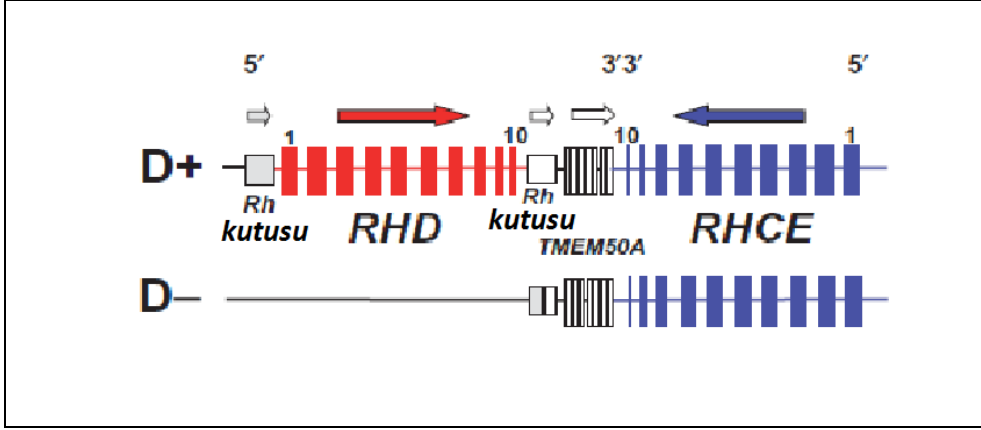 5′ 3′3′ 5′
1 10 10 1
D+
Rh kutusu RHD Rh kutusu TMEM50A RHCE
D–